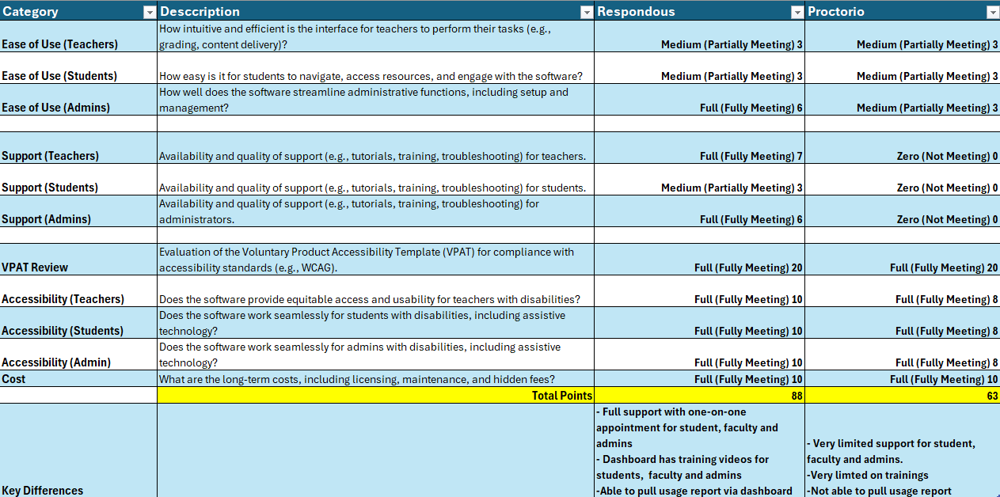 Category Desccription Respondous Proctorio
How intuitive and efficient is the interface for teachers to perform their tasks (e.g.,
Ease of Use (Teachers) grading, content delivery)? Medium (Partially Meeting) 3 Medium (Partially Meeting) 3
Ease of Use (Students) How easy is it for students to navigate, access resources, and engage with the software? Medium (Partially Meeting) 3 Medium (Partially Meeting) 3
How well does the software streamline administrative functions, including setup and
Ease of Use (Admins) management? Full (Fully Meeting) 6 Medium (Partially Meeting) 3
Support (Teachers) Availability and quality of support (e.g., tutorials, training, troubleshooting) for teachers. Full (Fully Meeting) 7 Zero (Not Meeting) 0
Support (Students) Availability and quality of support (e.g., tutorials, training, troubleshooting) for students. Medium (Partially Meeting) 3 Zero (Not Meeting) 0
Availability and quality of support (e.g., tutorials, training, troubleshooting) for
Support (Admins) administrators. Full (Fully Meeting) 6 Zero (Not Meeting) 0
Evaluation of the Voluntary Product Accessibility Template (VPAT) for compliance with
VPAT Review accessibility standards (e.g., WCAG). Full (Fully Meeting) 20 Full (Fully Meeting) 20
Accessibility (Teachers) Does the software provide equitable access and usability for teachers with disabilities? Full (Fully Meeting) 10 Full (Fully Meeting) 8
Does the software work seamlessly for students with disabilities, including assistive
Accessibility (Students) technology? Full (Fully Meeting) 10 Full (Fully Meeting) 8
Does the software work seamlessly for admins with disabilities, including assistive
Accessibility (Admin) technology? Full (Fully Meeting) 10 Full (Fully Meeting) 8
Cost What are the long-term costs, including licensing, maintenance, and hidden fees? Full (Fully Meeting) 10 Full (Fully Meeting) 10
Total Points 88 63
- Full support with one-on-one
appointment for student, faculty and
admins - Very limited support for student,
- Dashboard has training videos for faculty and admins.
students, faculty and admins -Very limted on trainings
Key Differences -Able to pull usage report via dashboard -Not able to pull usage report